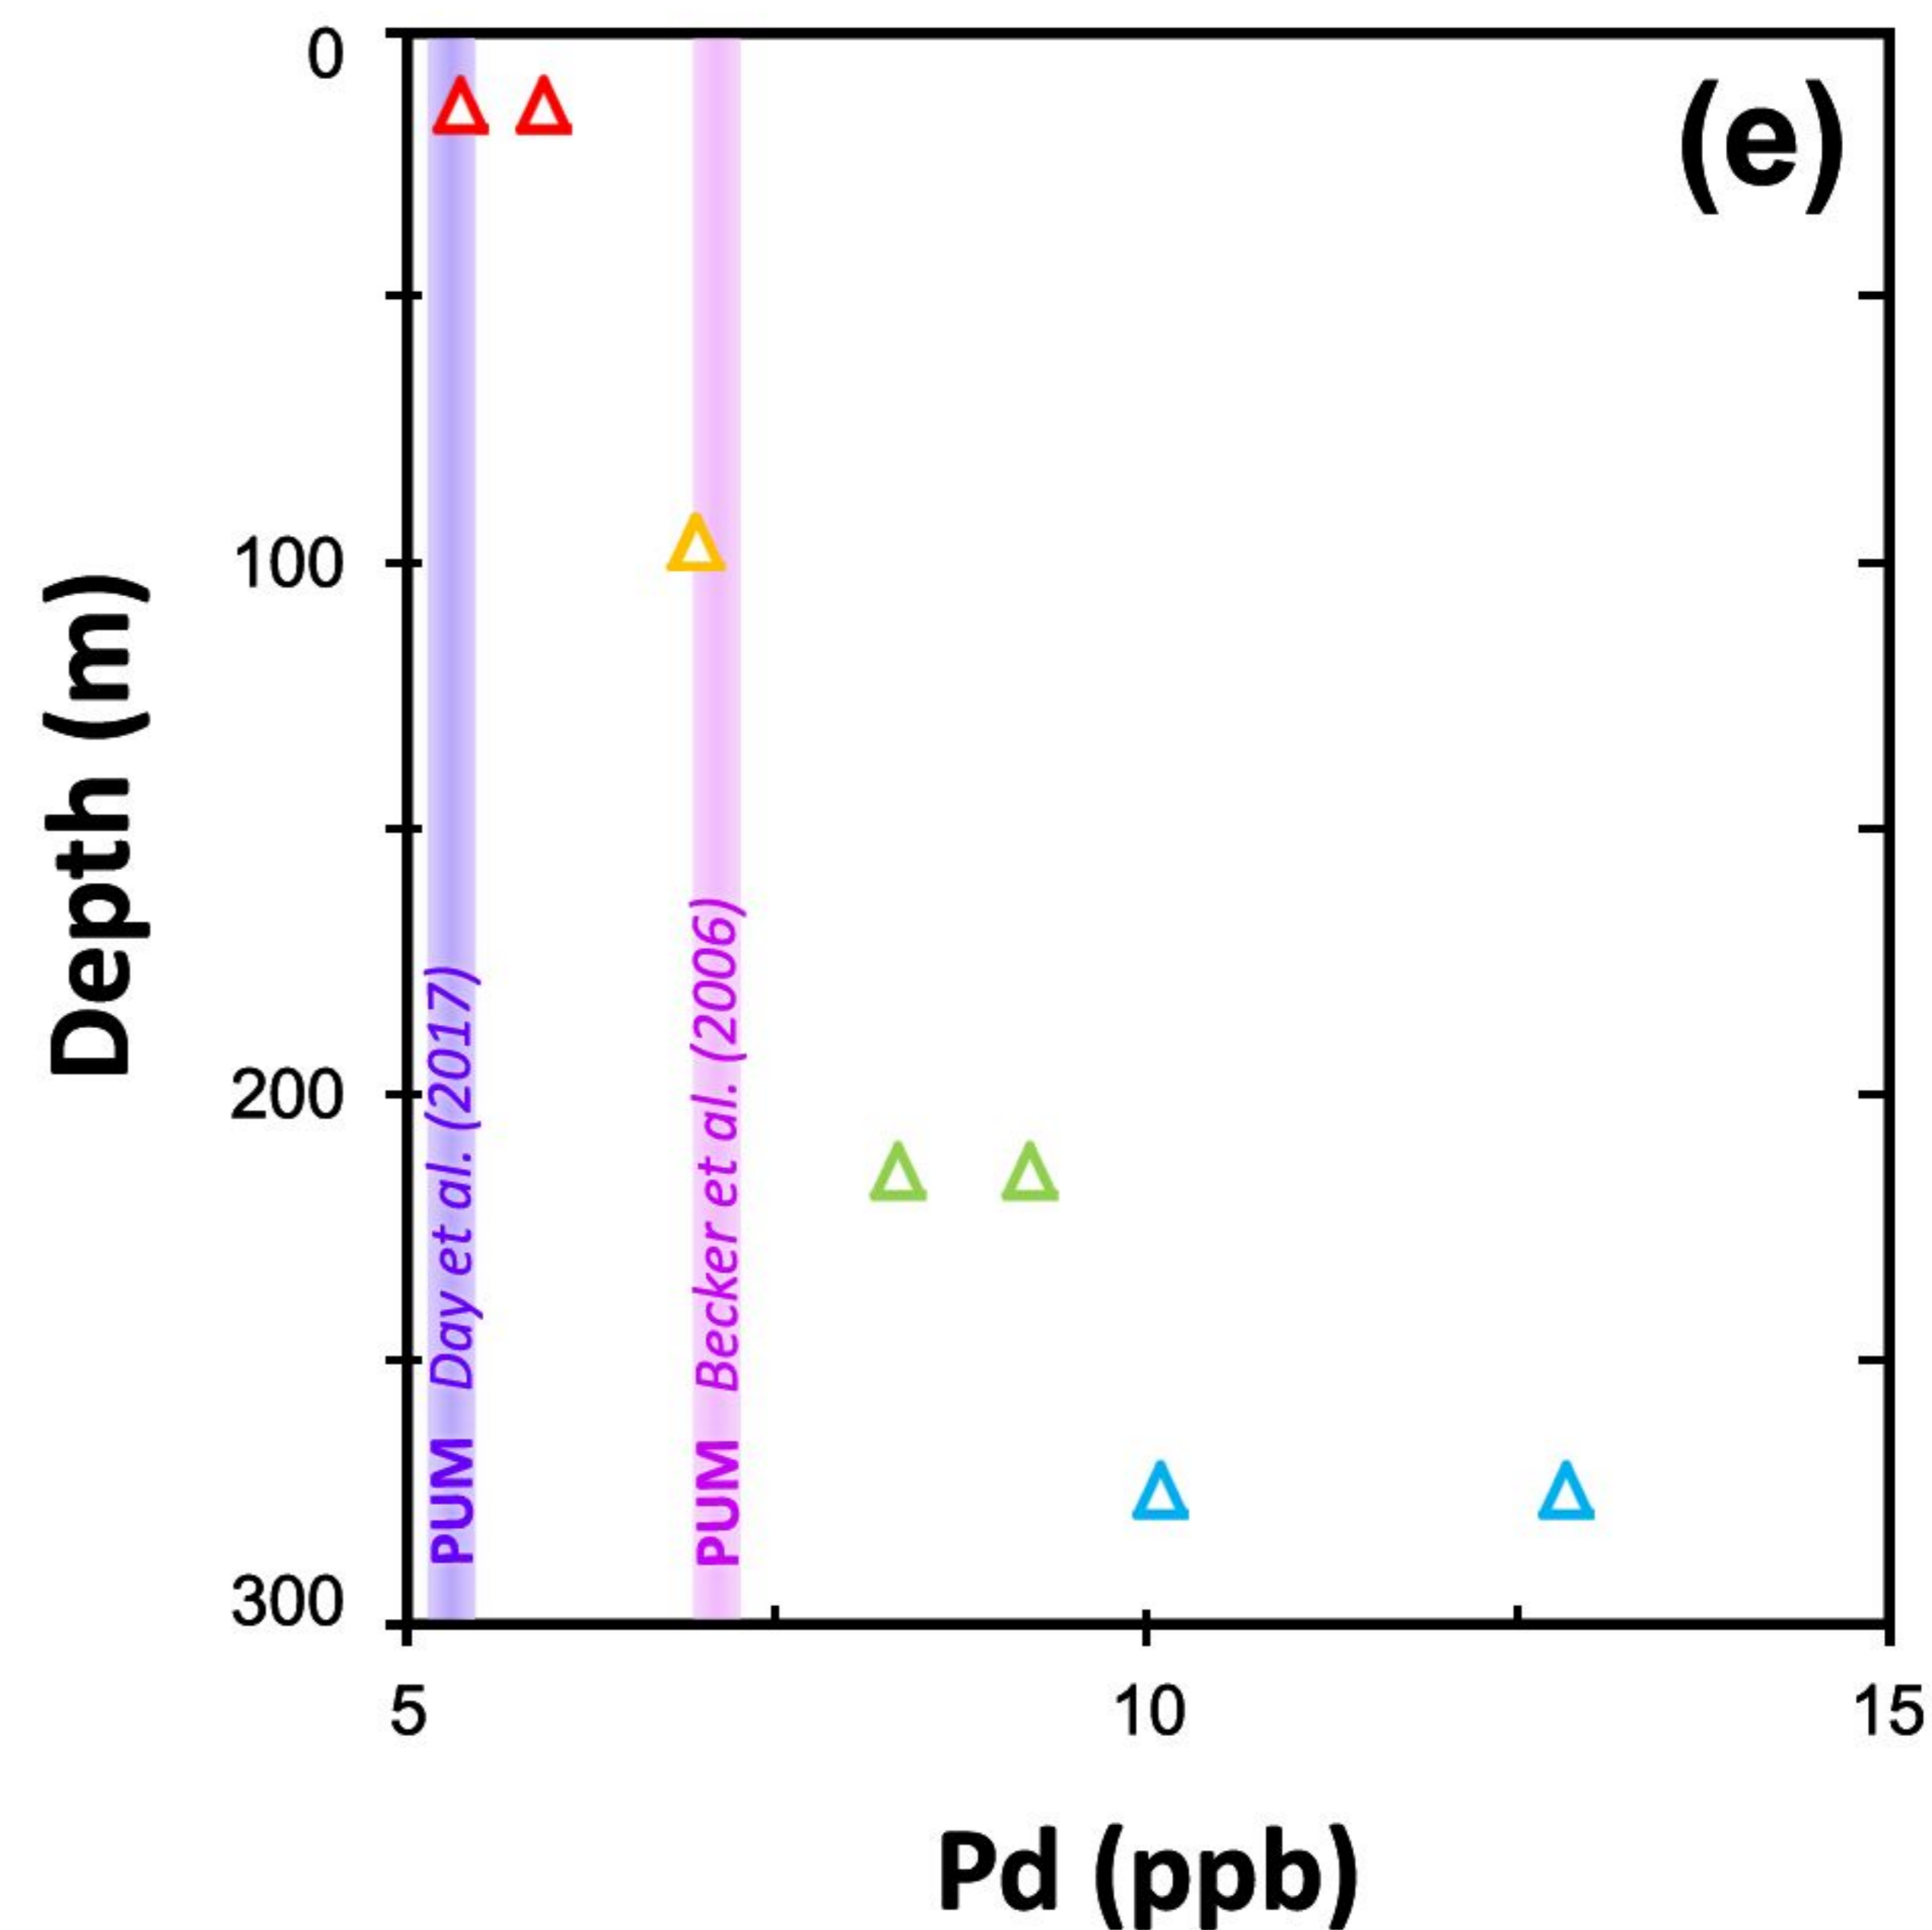 (e)
0
100
200
300
Depth (m)
PUM Day et al. (2017)
PUM Becker et al. (2006)
5
10
15
Pd (ppb)